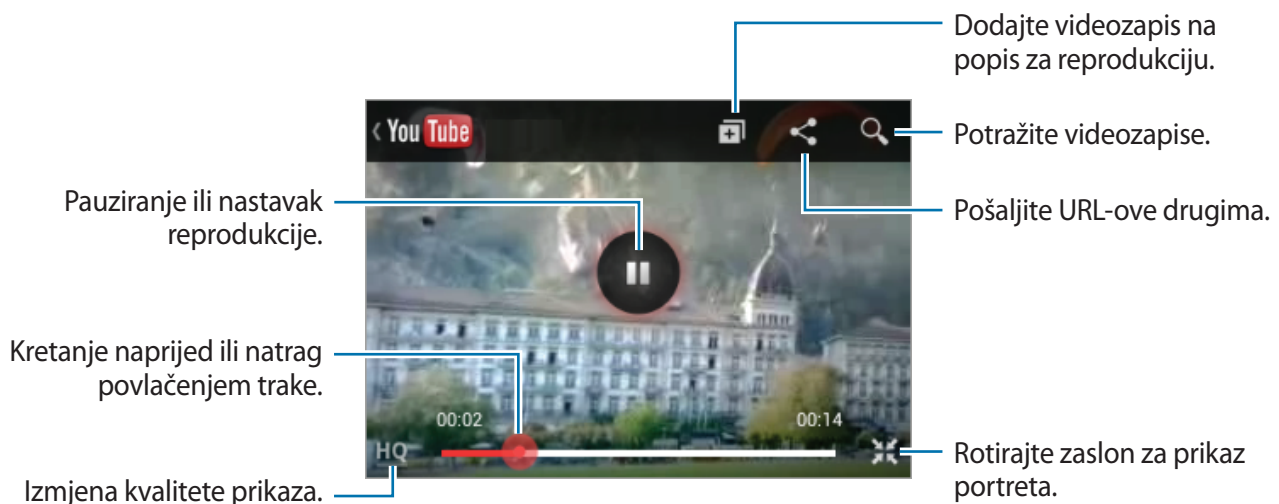 Dodajte videozapis na
popis za reprodukciju.
You Tube
Potražite videozapise.
Pošaljite URL-ove drugima.
Pauziranje ili nastavak
reprodukcije.
Kretanje naprijed ili natrag
povlačenjem trake.
00:02
00:14
HQ
Rotirajte zaslon za prikaz
portreta.
Izmjena kvalitete prikaza.